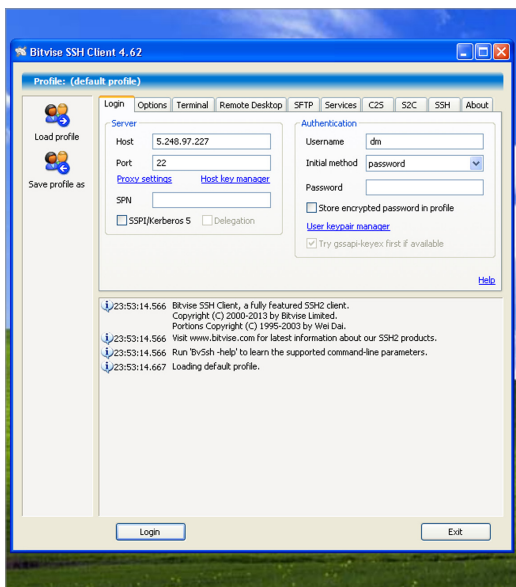 Bitvise SSH Client 4.62
Profile: (default profile)
Load profile
Save profile as
Login Options Terminal Remote Desktop SFTP Services C2S S2C SSH About
Server
Host 5.248.97.227
Port 22
Proxy settings Host key manager
SPN
SSPI/Kerberos 5 Delegation
Authentication
Username dm
Initial method password
Password
Store encrypted password in profile
User keypair manager
Try gssapi-keyex first if available
Help
23:53:14.566 Bitvise SSH Client, a fully featured SSH2 client.
Copyright (C) 2000-2013 by Bitvise Limited.
Portions Copyright (C) 1995-2003 by Wei Dai.
23:53:14.566 Visit www.bitvise.com for latest information about our SSH2 products.
23:53:14.566 Run 'BvSsh -help' to learn the supported command-line parameters.
23:53:14.667 Loading default profile.
Login Exit